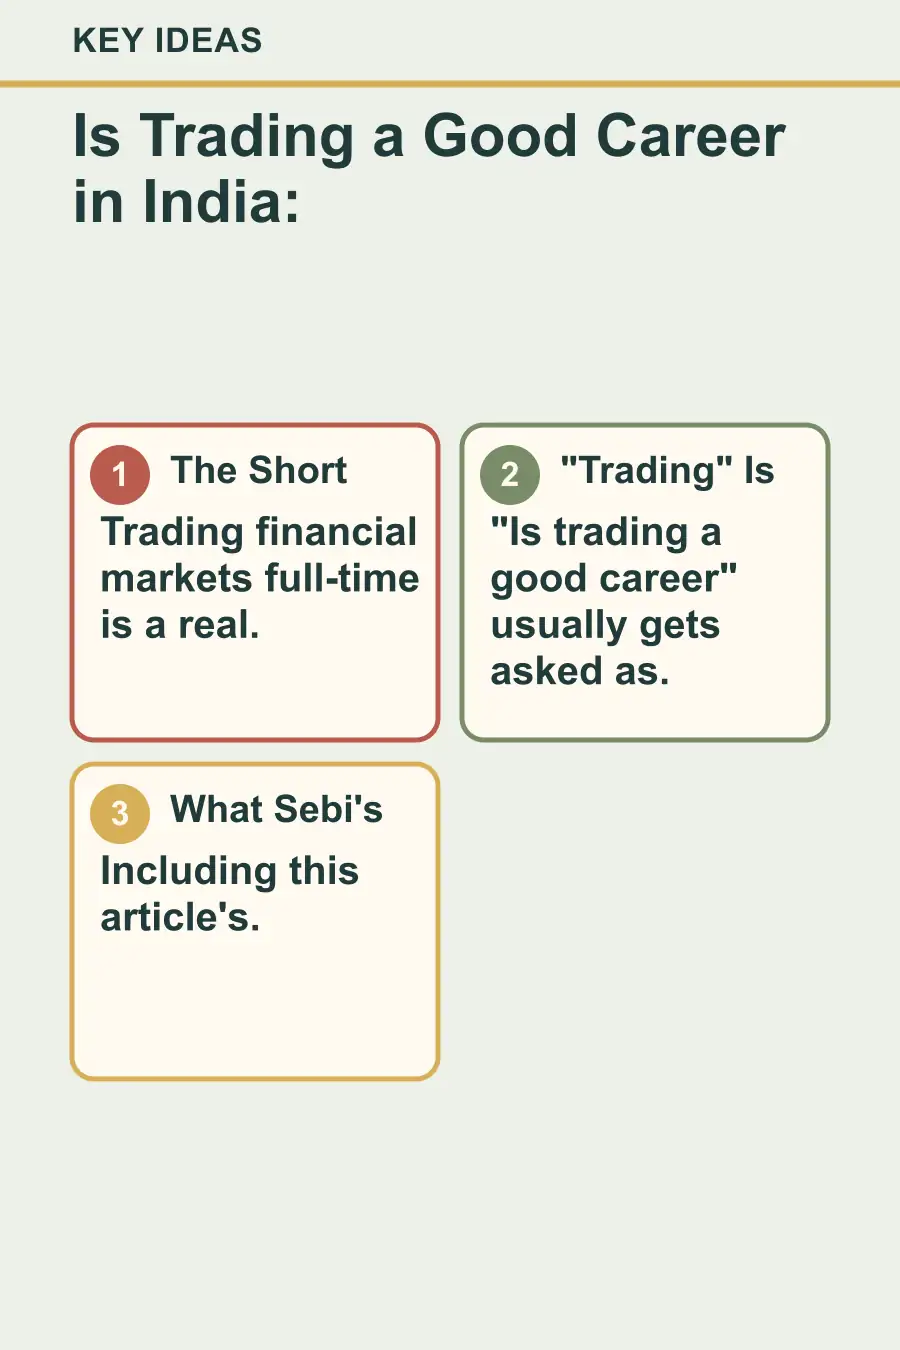 KEY IDEAS
Is Trading a Good Career
in India:
1 The Short
Trading financial
markets full-time
is a real.
2 "Trading" Is
"Is trading a
good career"
usually gets
asked as.
3 What Sebi's
Including this
article's.